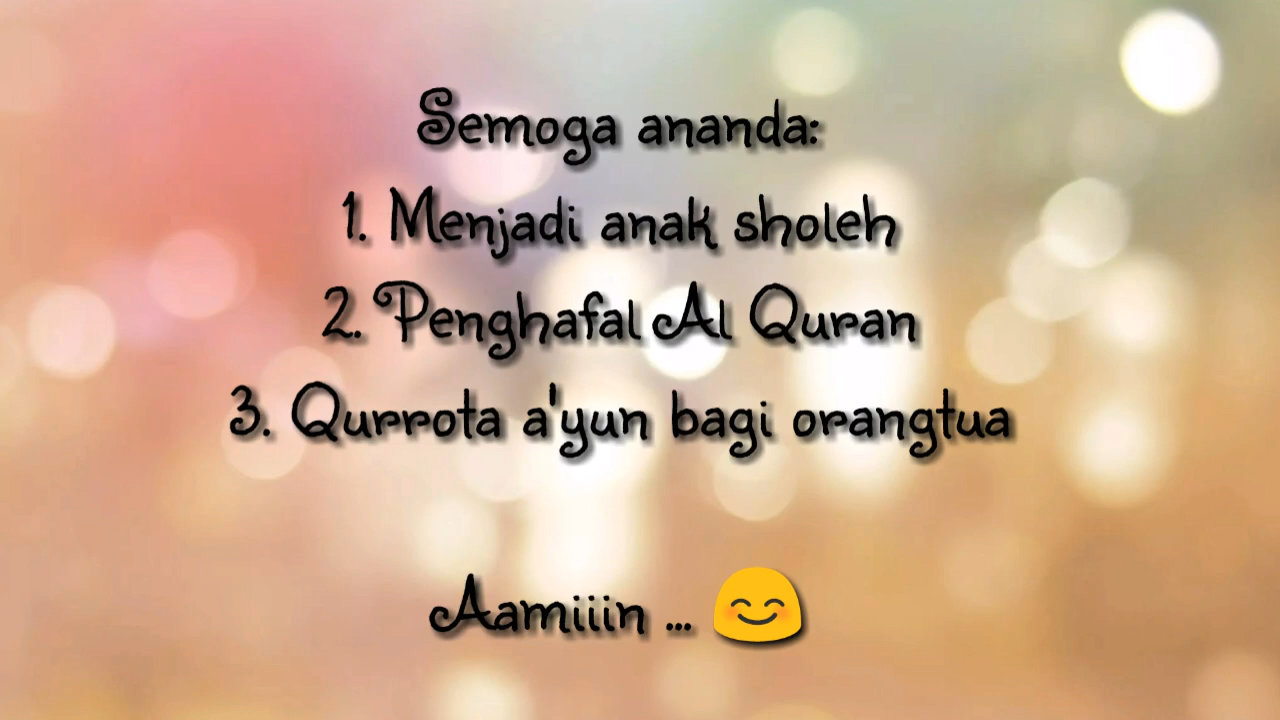 Semoga ananda:
1. Menjadi anak sholeh
2. Penghafal Al Quran
3. Qurrota a'yun bagi orangtua
Aamiiin ... 😊